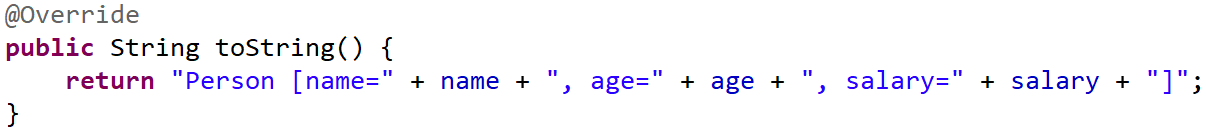 @Override
public String toString() {
    return "Person [name=" + name + ", age=" + age + ", salary=" + salary + "]";
}